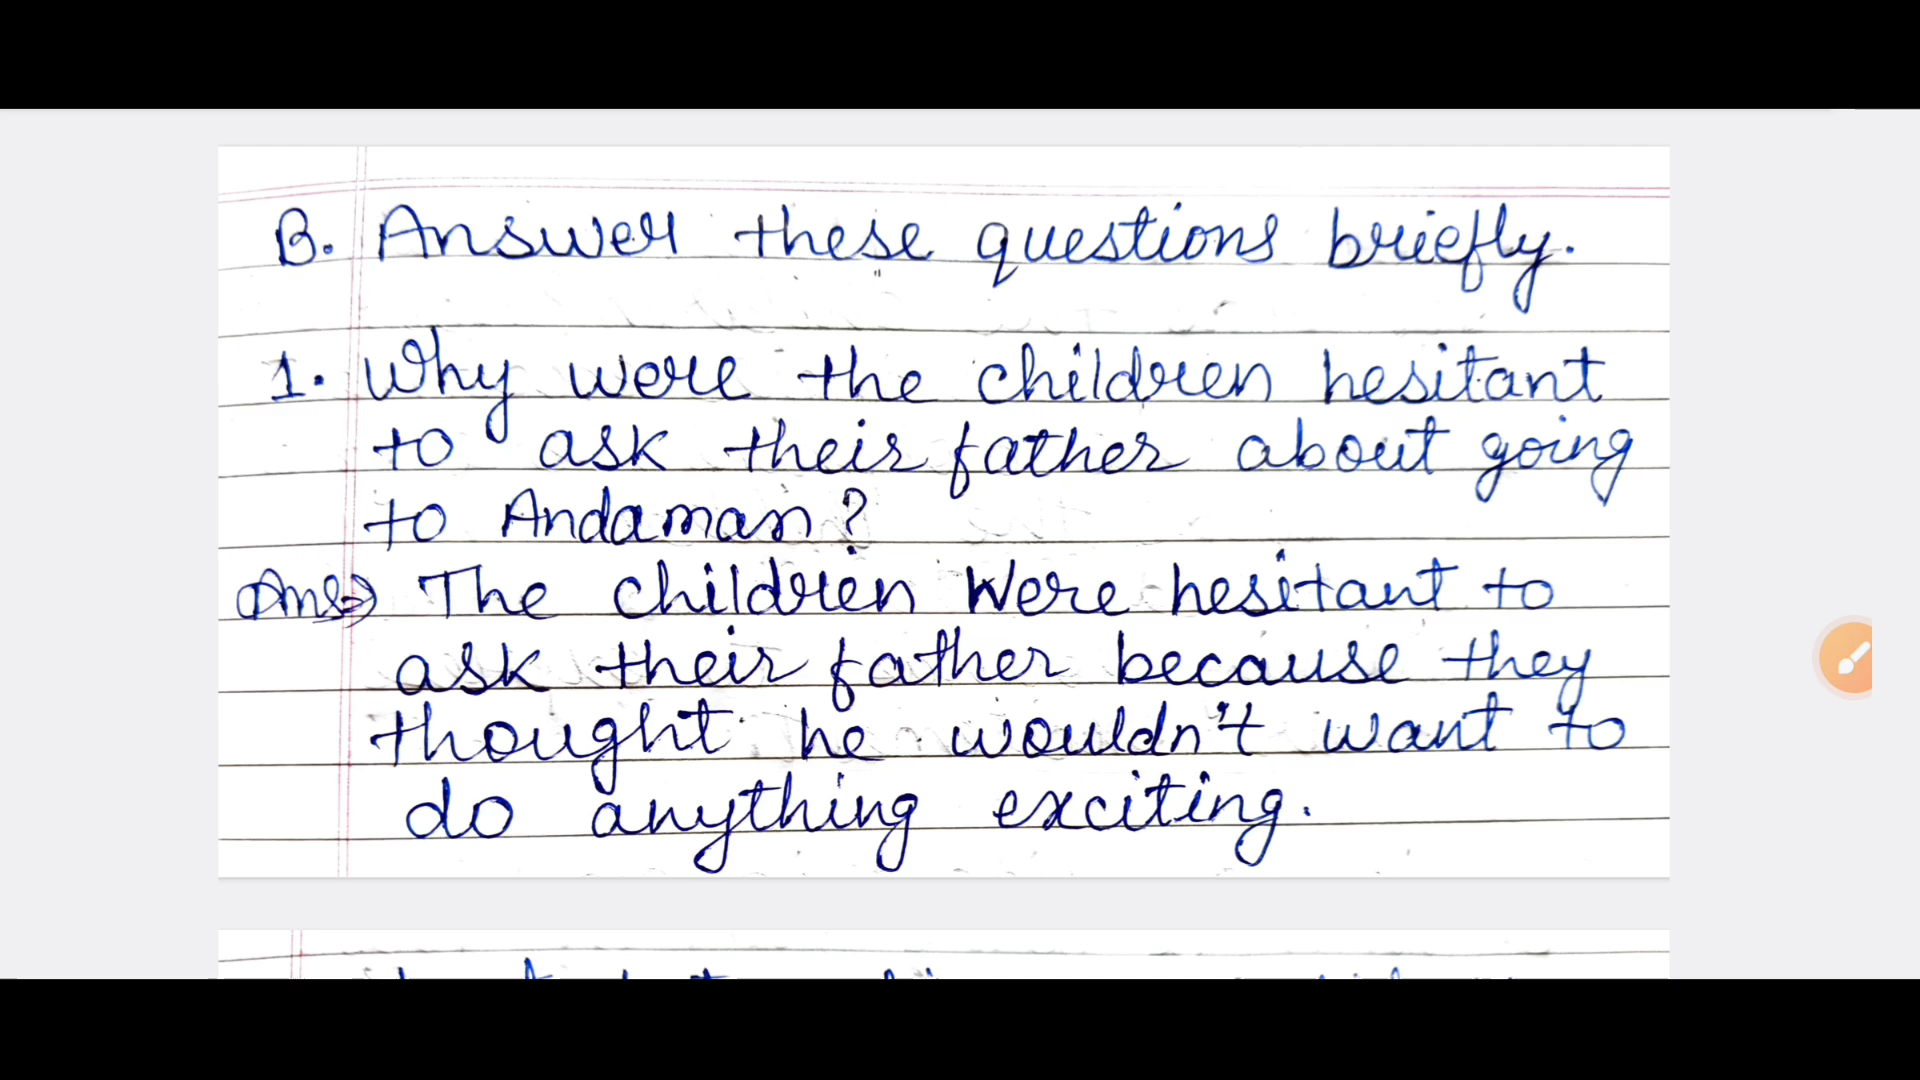 B. Answer these questions briefly.
1. Why were the children hesitant
to ask their father about going
to Andaman?
Ans⇒ The children were hesitant to
ask their father because they
thought he wouldn't want to
do anything exciting.